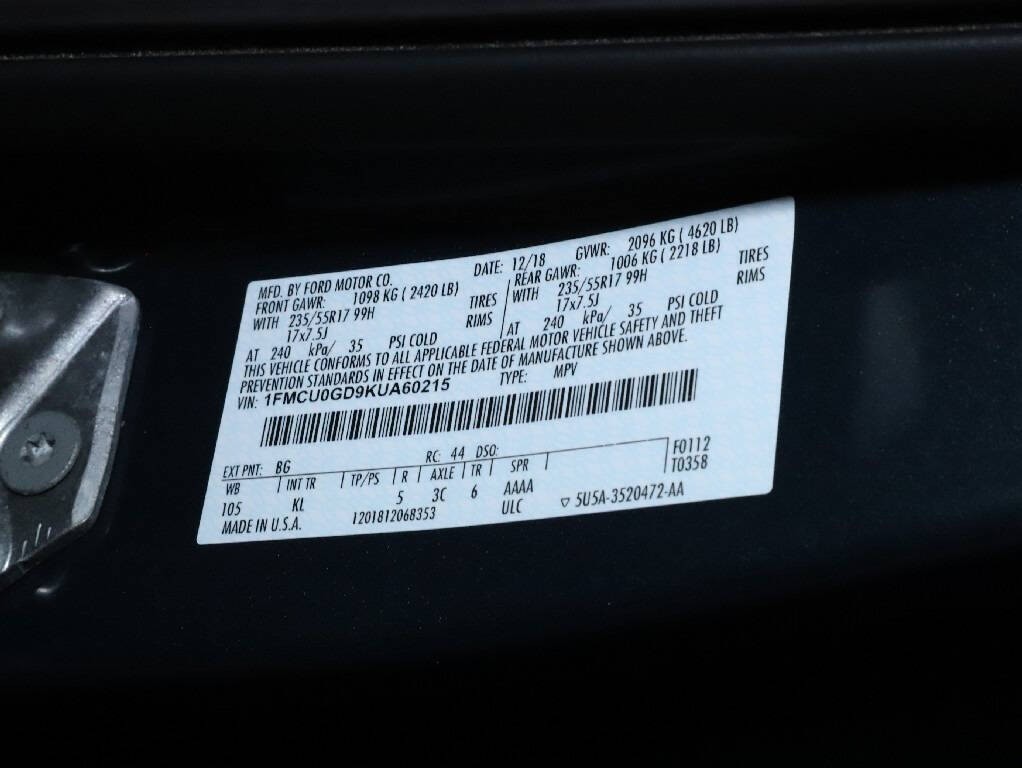 MFD. BY FORD MOTOR CO. DATE: 12/18 GVWR: 2096 KG ( 4620 LB)
FRONT GAWR: 1098 KG ( 2420 LB) REAR GAWR: 1006 KG ( 2218 LB)
WITH 235/55R17 99H TIRES WITH 235/55R17 99H TIRES
17x7.5J RIMS 17x7.5J RIMS
AT 240 kPa/ 35 PSI COLD AT 240 kPa/ 35 PSI COLD
THIS VEHICLE CONFORMS TO ALL APPLICABLE FEDERAL MOTOR VEHICLE SAFETY AND THEFT
PREVENTION STANDARDS IN EFFECT ON THE DATE OF MANUFACTURE SHOWN ABOVE.
VIN: 1FMCU0GD9KUA60215 TYPE: MPV
EXT PNT: BG RC: 44 DSO: F0112
WB INT TR TP/PS R AXLE TR SPR T0358
105 KL 5 3C 6 AAAA
MADE IN U.S.A. 1201812068353 ULC ▽ 5U5A-3520472-AA